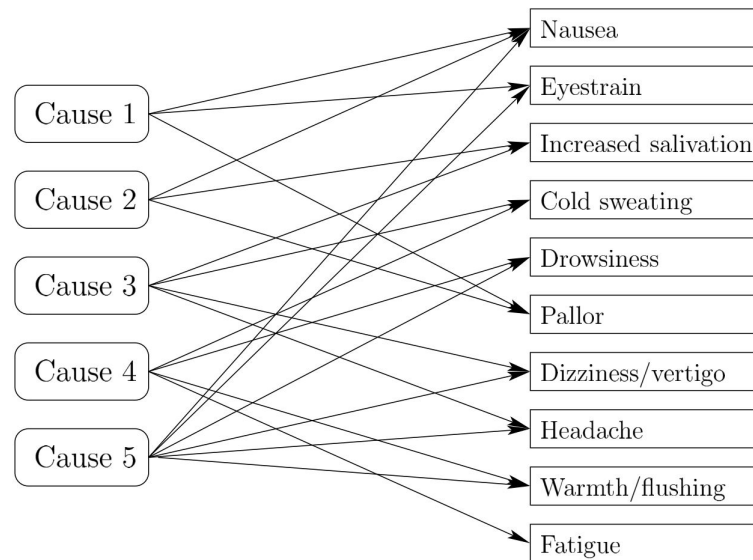 Cause 1
Cause 2
Cause 3
Cause 4
Cause 5
Nausea
Eyestrain
Increased salivation
Cold sweating
Drowsiness
Pallor
Dizziness/vertigo
Headache
Warmth/flushing
Fatigue